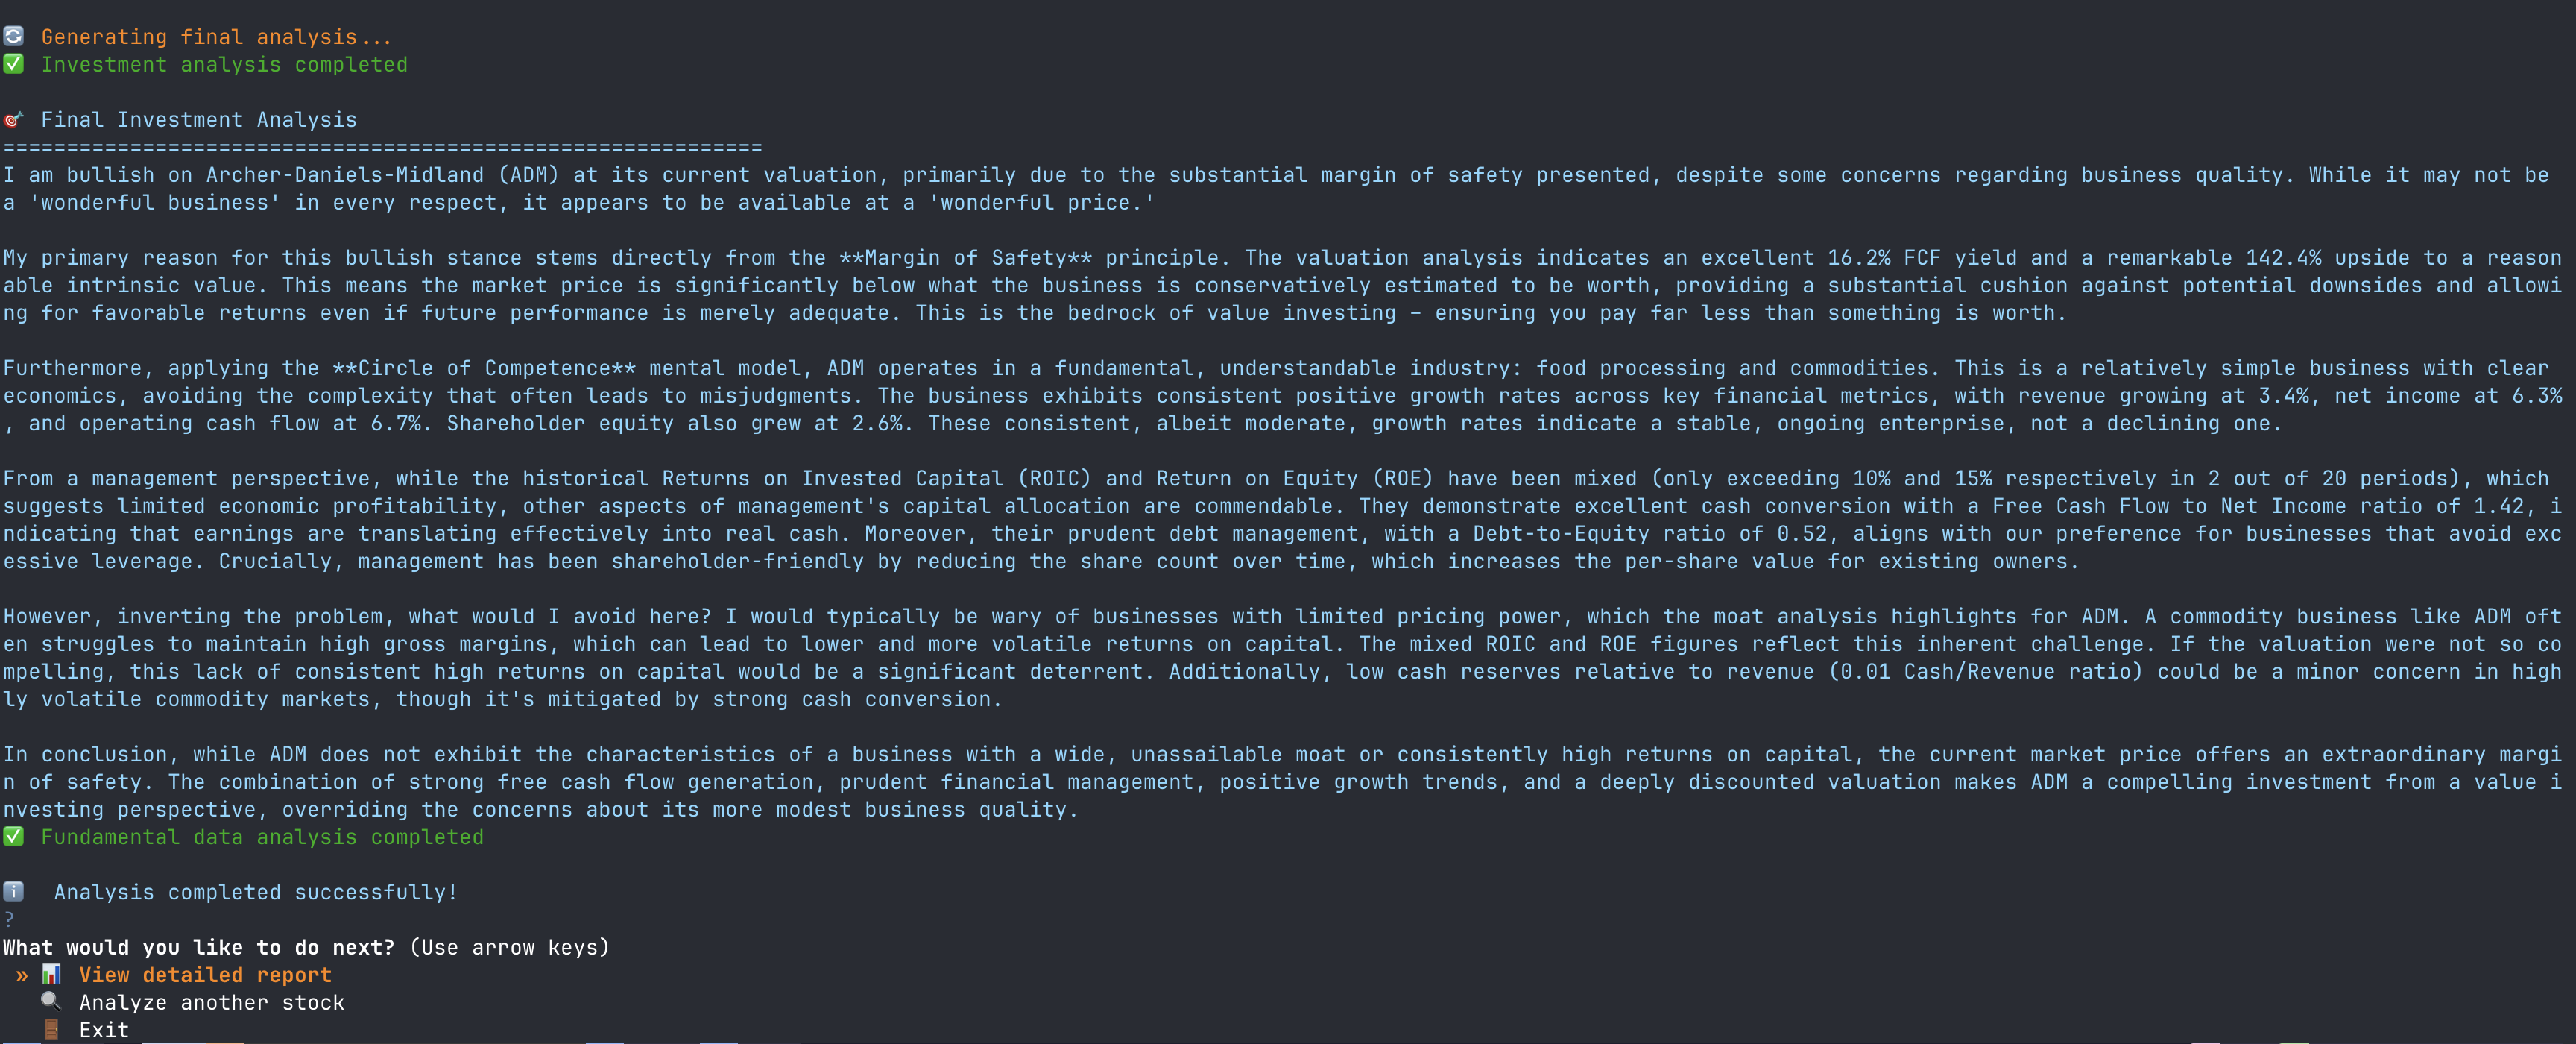 🔄 Generating final analysis...
✅ Investment analysis completed
🎯 Final Investment Analysis
============================================================
I am bullish on Archer-Daniels-Midland (ADM) at its current valuation, primarily due to the substantial margin of safety presented, despite some concerns regarding business quality. While it may not be
a 'wonderful business' in every respect, it appears to be available at a 'wonderful price.'
My primary reason for this bullish stance stems directly from the **Margin of Safety** principle. The valuation analysis indicates an excellent 16.2% FCF yield and a remarkable 142.4% upside to a reason
able intrinsic value. This means the market price is significantly below what the business is conservatively estimated to be worth, providing a substantial cushion against potential downsides and allowi
ng for favorable returns even if future performance is merely adequate. This is the bedrock of value investing – ensuring you pay far less than something is worth.
Furthermore, applying the **Circle of Competence** mental model, ADM operates in a fundamental, understandable industry: food processing and commodities. This is a relatively simple business with clear
economics, avoiding the complexity that often leads to misjudgments. The business exhibits consistent positive growth rates across key financial metrics, with revenue growing at 3.4%, net income at 6.3%
, and operating cash flow at 6.7%. Shareholder equity also grew at 2.6%. These consistent, albeit moderate, growth rates indicate a stable, ongoing enterprise, not a declining one.
From a management perspective, while the historical Returns on Invested Capital (ROIC) and Return on Equity (ROE) have been mixed (only exceeding 10% and 15% respectively in 2 out of 20 periods), which
suggests limited economic profitability, other aspects of management's capital allocation are commendable. They demonstrate excellent cash conversion with a Free Cash Flow to Net Income ratio of 1.42, i
ndicating that earnings are translating effectively into real cash. Moreover, their prudent debt management, with a Debt-to-Equity ratio of 0.52, aligns with our preference for businesses that avoid exc
essive leverage. Crucially, management has been shareholder-friendly by reducing the share count over time, which increases the per-share value for existing owners.
However, inverting the problem, what would I avoid here? I would typically be wary of businesses with limited pricing power, which the moat analysis highlights for ADM. A commodity business like ADM oft
en struggles to maintain high gross margins, which can lead to lower and more volatile returns on capital. The mixed ROIC and ROE figures reflect this inherent challenge. If the valuation were not so co
mpelling, this lack of consistent high returns on capital would be a significant deterrent. Additionally, low cash reserves relative to revenue (0.01 Cash/Revenue ratio) could be a minor concern in high
ly volatile commodity markets, though it's mitigated by strong cash conversion.
In conclusion, while ADM does not exhibit the characteristics of a business with a wide, unassailable moat or consistently high returns on capital, the current market price offers an extraordinary margi
n of safety. The combination of strong free cash flow generation, prudent financial management, positive growth trends, and a deeply discounted valuation makes ADM a compelling investment from a value i
nvesting perspective, overriding the concerns about its more modest business quality.
✅ Fundamental data analysis completed
ℹ️ Analysis completed successfully!
?
What would you like to do next? (Use arrow keys)
» 📊 View detailed report
🔍 Analyze another stock
🚪 Exit